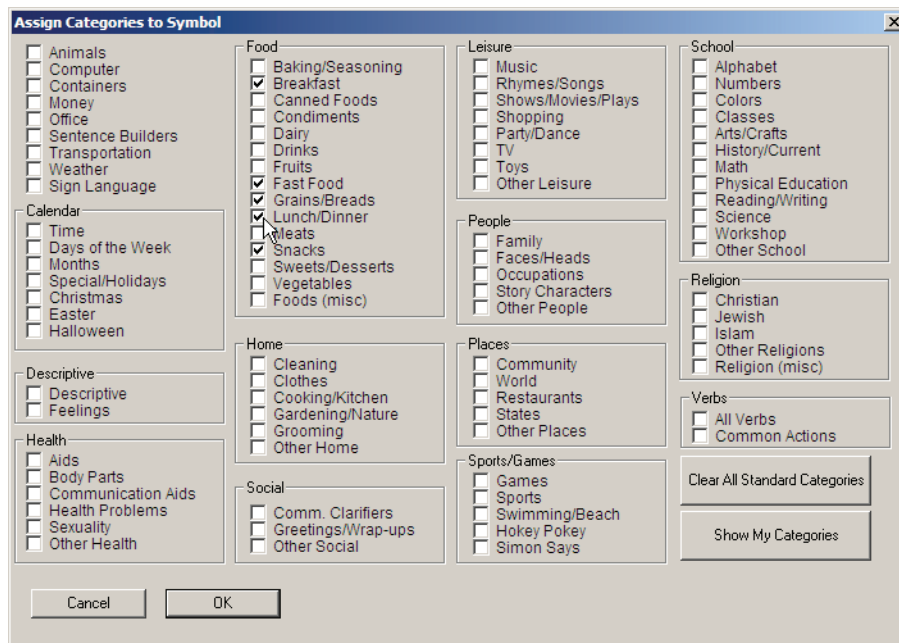 Assign Categories to Symbol
Animals
Computer
Containers
Money
Office
Sentence Builders
Transportation
Weather
Sign Language
Calendar
Time
Days of the Week
Months
Special/Holidays
Christmas
Easter
Halloween
Descriptive
Descriptive
Feelings
Health
Aids
Body Parts
Communication Aids
Health Problems
Sexuality
Other Health
Food
Baking/Seasoning
Breakfast
Canned Foods
Condiments
Dairy
Drinks
Fruits
Fast Food
Grains/Breads
Lunch/Dinner
Meats
Snacks
Sweets/Desserts
Vegetables
Foods (misc)
Home
Cleaning
Clothes
Cooking/Kitchen
Gardening/Nature
Grooming
Other Home
Social
Comm. Clarifiers
Greetings/Wrap-ups
Other Social
Leisure
Music
Rhymes/Songs
Shows/Movies/Plays
Shopping
Party/Dance
TV
Toys
Other Leisure
People
Family
Faces/Heads
Occupations
Story Characters
Other People
Places
Community
World
Restaurants
States
Other Places
Sports/Games
Games
Sports
Swimming/Beach
Hokey Pokey
Simon Says
School
Alphabet
Numbers
Colors
Classes
Arts/Crafts
History/Current
Math
Physical Education
Reading/Writing
Science
Workshop
Other School
Religion
Christian
Jewish
Islam
Other Religions
Religion (misc)
Verbs
All Verbs
Common Actions
Clear All Standard Categories
Show My Categories
Cancel
OK